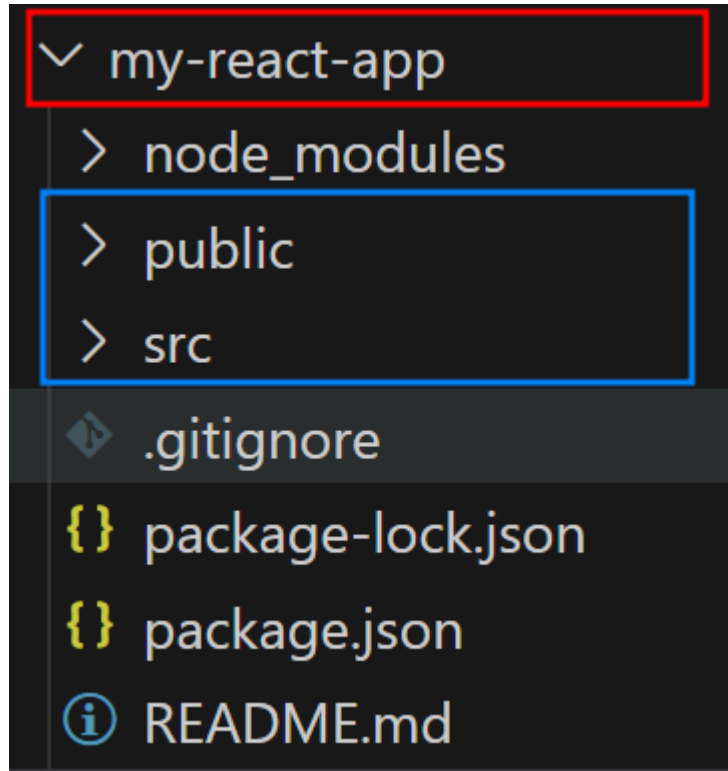 my-react-app
node_modules
public
src
.gitignore
package-lock.json
package.json
README.md